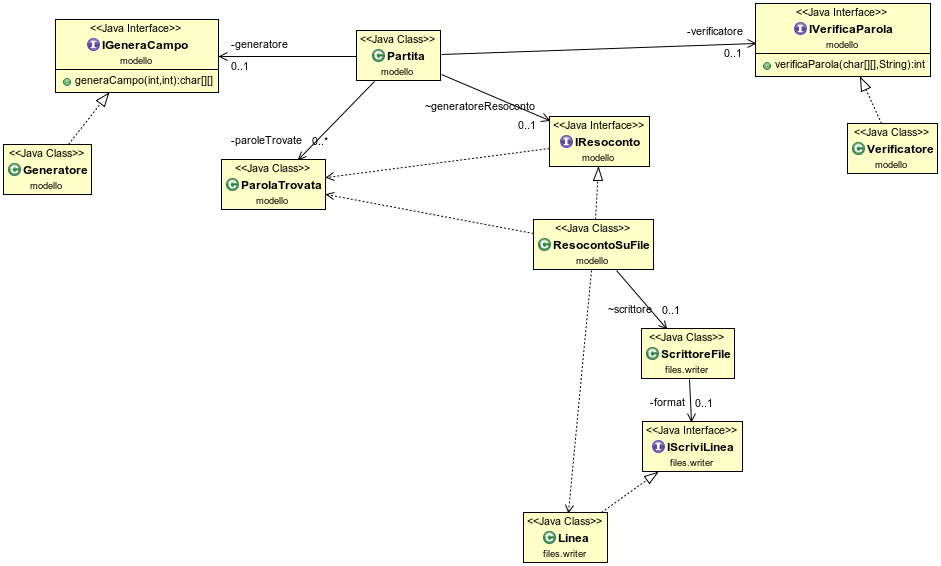 <<Java Interface>>
IGeneraCampo
modello
generaCampo(int,int):char[][]
-generatore
0..1
<<Java Class>>
Partita
modello
-verificatore
0..1
<<Java Interface>>
IVerificaParola
modello
verificaParola(char[][],String):int
~generatoreResoconto
0..1
-paroleTrovate
0..*
<<Java Interface>>
IResoconto
modello
<<Java Class>>
Verificatore
modello
<<Java Class>>
Generatore
modello
<<Java Class>>
ParolaTrovata
modello
<<Java Class>>
ResocontoSuFile
modello
~scrittore
0..1
<<Java Class>>
ScrittoreFile
files.writer
-format
0..1
<<Java Interface>>
IScriviLinea
files.writer
<<Java Class>>
Linea
files.writer